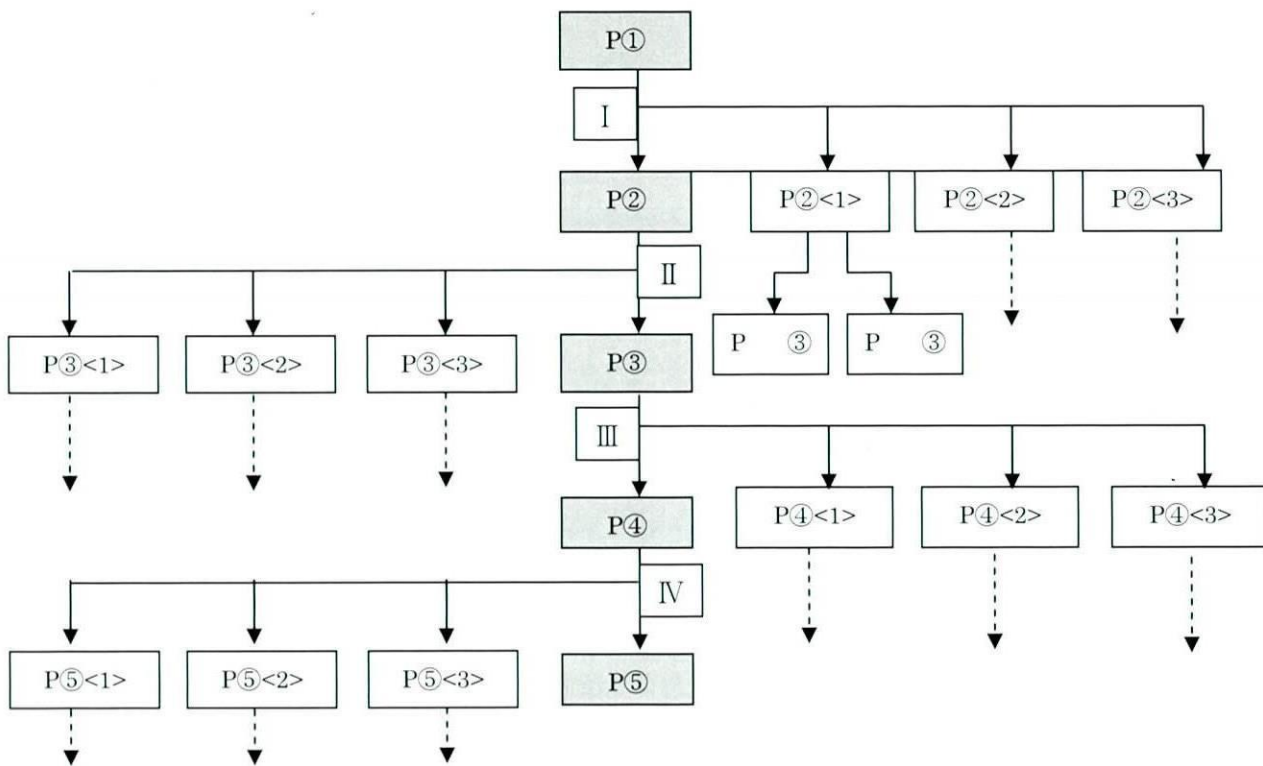 P①
Ⅰ
P②
P②<1>
P②<2>
P②<3>
Ⅱ
P③<1>
P③<2>
P③<3>
P③
P ③
P ③
Ⅲ
P④
P④<1>
P④<2>
P④<3>
Ⅳ
P⑤<1>
P⑤<2>
P⑤<3>
P⑤